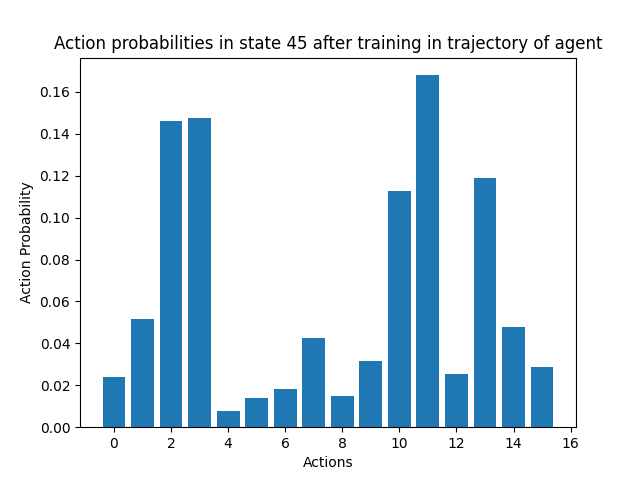 Action probabilities in state 45 after training in trajectory of agent
0.16
0.14
0.12
0.10
0.08
0.06
0.04
0.02
0.00
Action Probability
0 2 4 6 8 10 12 14 16
Actions